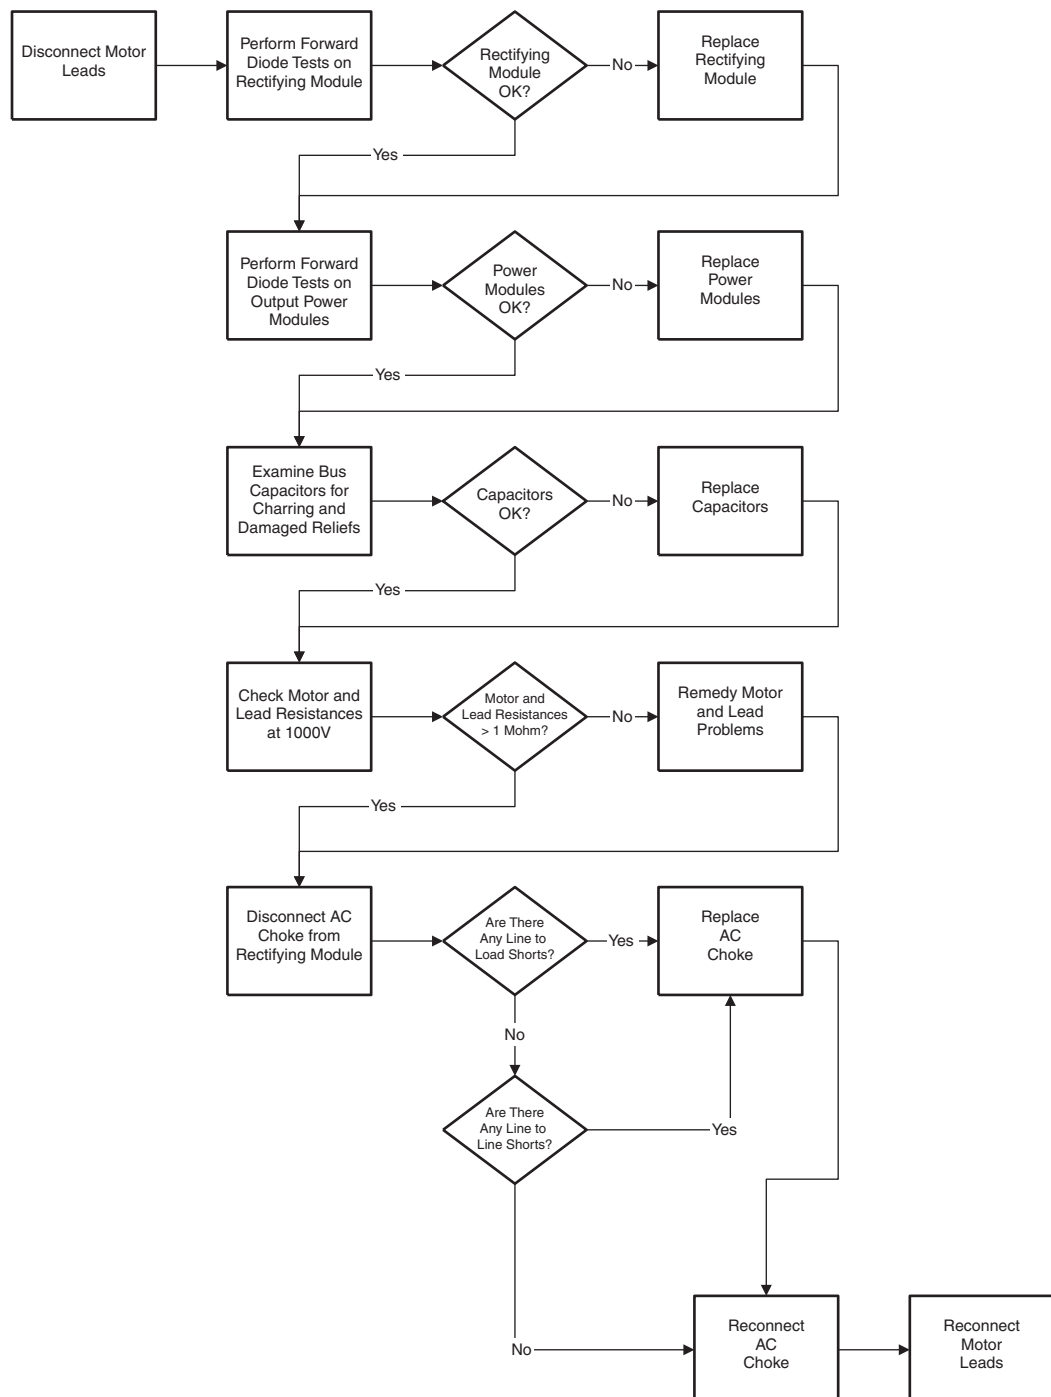 Disconnect Motor
Leads
Perform Forward
Diode Tests on
Rectifying Module
Rectifying
Module
OK?
No
Replace
Rectifying
Module
Yes
Perform Forward
Diode Tests on
Output Power
Modules
Power
Modules
OK?
No
Replace
Power
Modules
Yes
Examine Bus
Capacitors for
Charring and
Damaged Reliefs
Capacitors
OK?
No
Replace
Capacitors
Yes
Check Motor and
Lead Resistances
at 1000V
Motor and
Lead Resistances
> 1 Mohm?
No
Remedy Motor
and Lead
Problems
Yes
Disconnect AC
Choke from
Rectifying Module
Are There
Any Line to
Load Shorts?
Yes
Replace
AC
Choke
No
Are There
Any Line to
Line Shorts?
Yes
No
Reconnect
AC
Choke
Reconnect
Motor
Leads